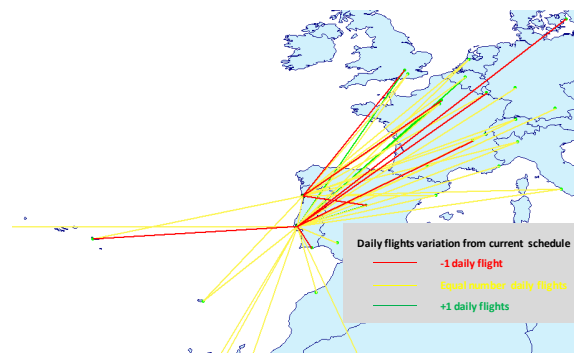 Daily flights variation from current schedule
-1 daily flight
Equal number daily flights
+1 daily flights